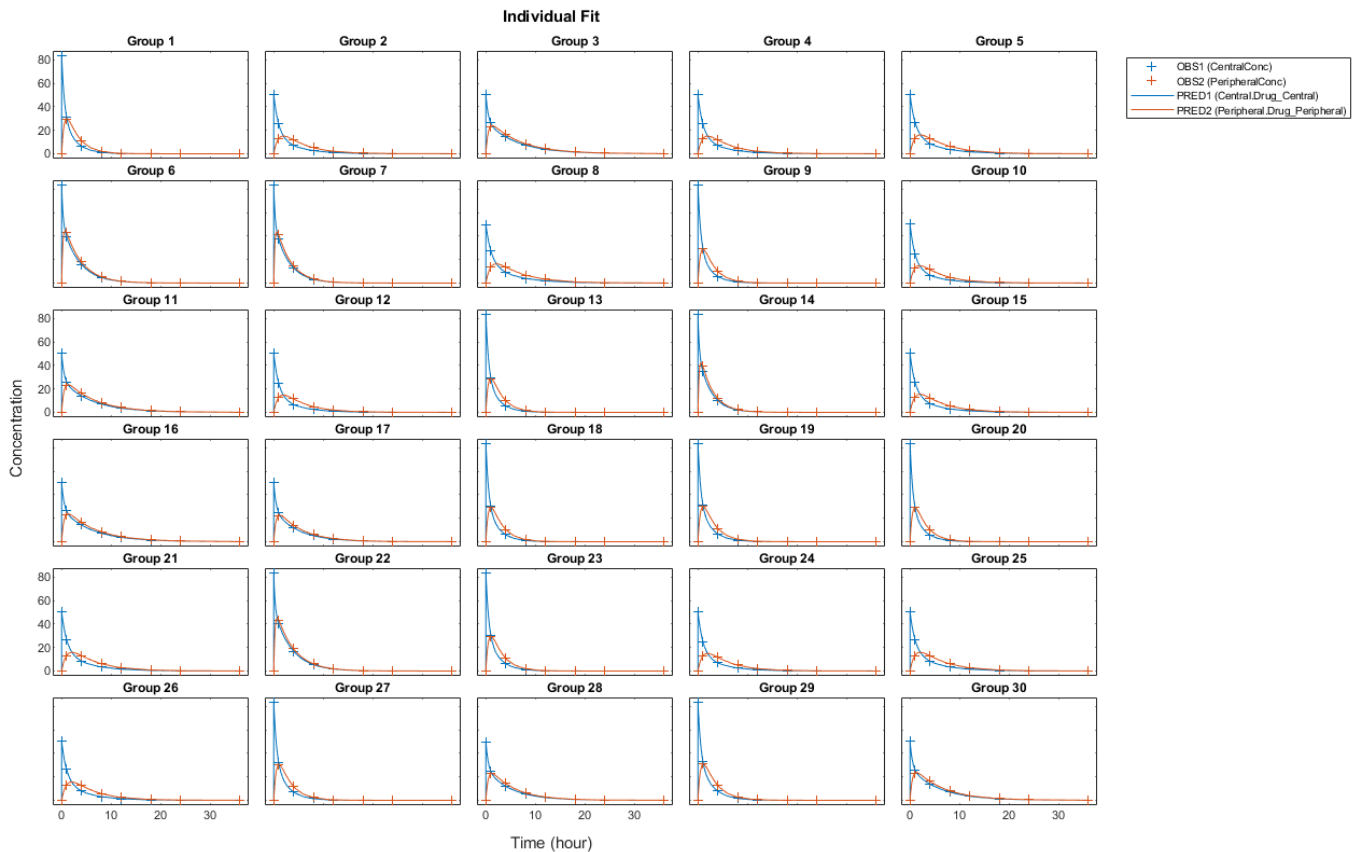 Individual Fit
Group 1 Group 2 Group 3 Group 4 Group 5
OBS1 (CentralConc)
OBS2 (PeripheralConc)
PRED1 (Central.Drug_Central)
PRED2 (Peripheral.Drug_Peripheral)
80
60
40
20
0
Group 6 Group 7 Group 8 Group 9 Group 10
Group 11 Group 12 Group 13 Group 14 Group 15
80
60
40
20
0
Concentration
Group 16 Group 17 Group 18 Group 19 Group 20
Group 21 Group 22 Group 23 Group 24 Group 25
80
60
40
20
0
Group 26 Group 27 Group 28 Group 29 Group 30
0 10 20 30 0 10 20 30 0 10 20 30
Time (hour)